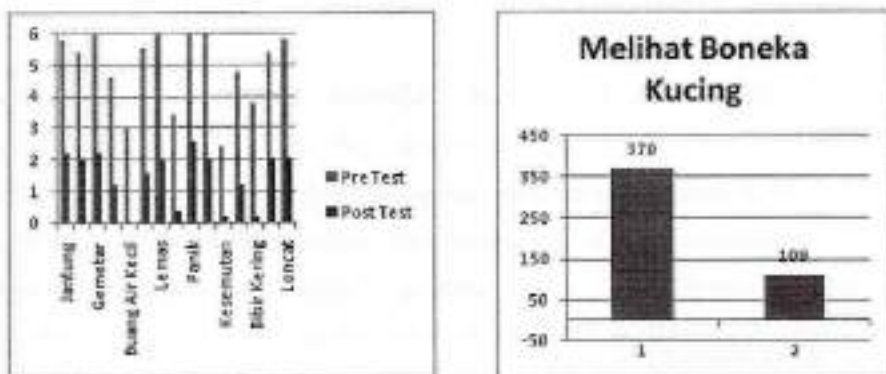 6
5
4
3
2
1
0
Jantung
Gemetar
Buang Air Kecil
Lemas
Panik
Kesemutan
Bibir Kering
Loncat
Pre Test
Post Test
Melihat Boneka
Kucing
450
350
250
150
50
-50
370
109
1
2